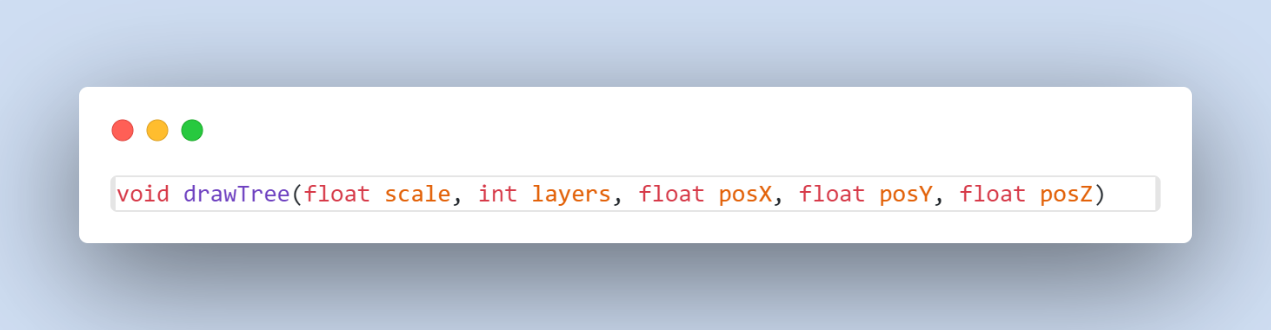 void drawTree(float scale, int layers, float posX, float posY, float posZ)